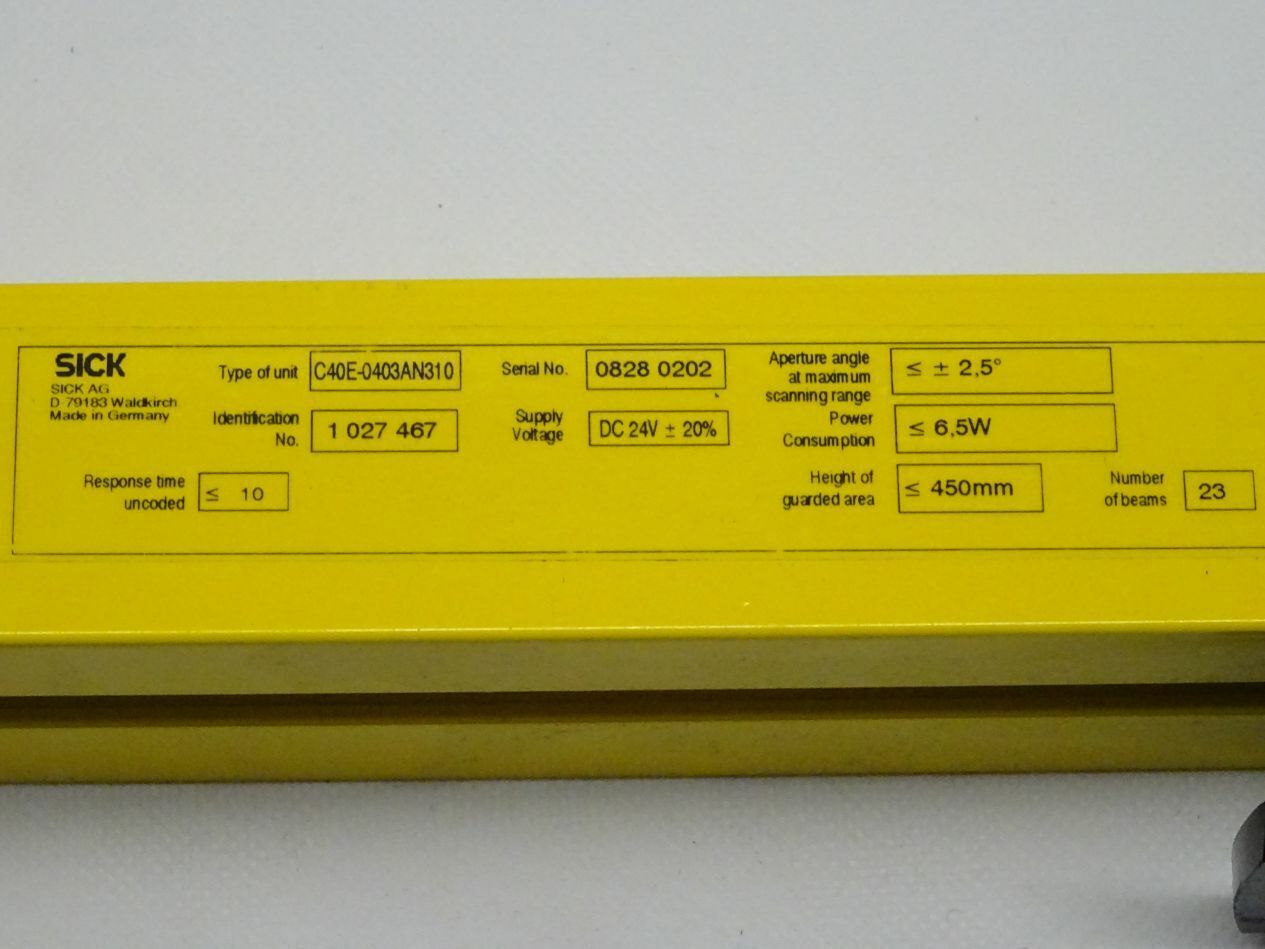 SICK
SICK AG
D 79183 Waldkirch
Made in Germany
Type of unit C40E-0403AN310
Identification No. 1 027 467
Response time uncoded ≤ 10
Serial No. 0828 0202
Supply Voltage DC 24V ± 20%
Aperture angle at maximum scanning range ≤ ± 2,5°
Power Consumption ≤ 6,5W
Height of guarded area ≤ 450mm
Number of beams 23